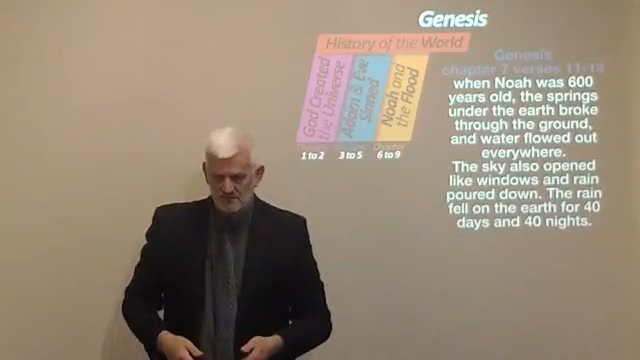 Genesis
History of the World
God Created
the Universe
Adam & Eve
Sinned
Noah and
the Flood
1 to 2
3 to 5
Chapter
6 to 9
Genesis
chapter 7 verses 11-13
when Noah was 600
years old, the springs
under the earth broke
through the ground,
and water flowed out
everywhere.
The sky also opened
like windows and rain
poured down. The rain
fell on the earth for 40
days and 40 nights.